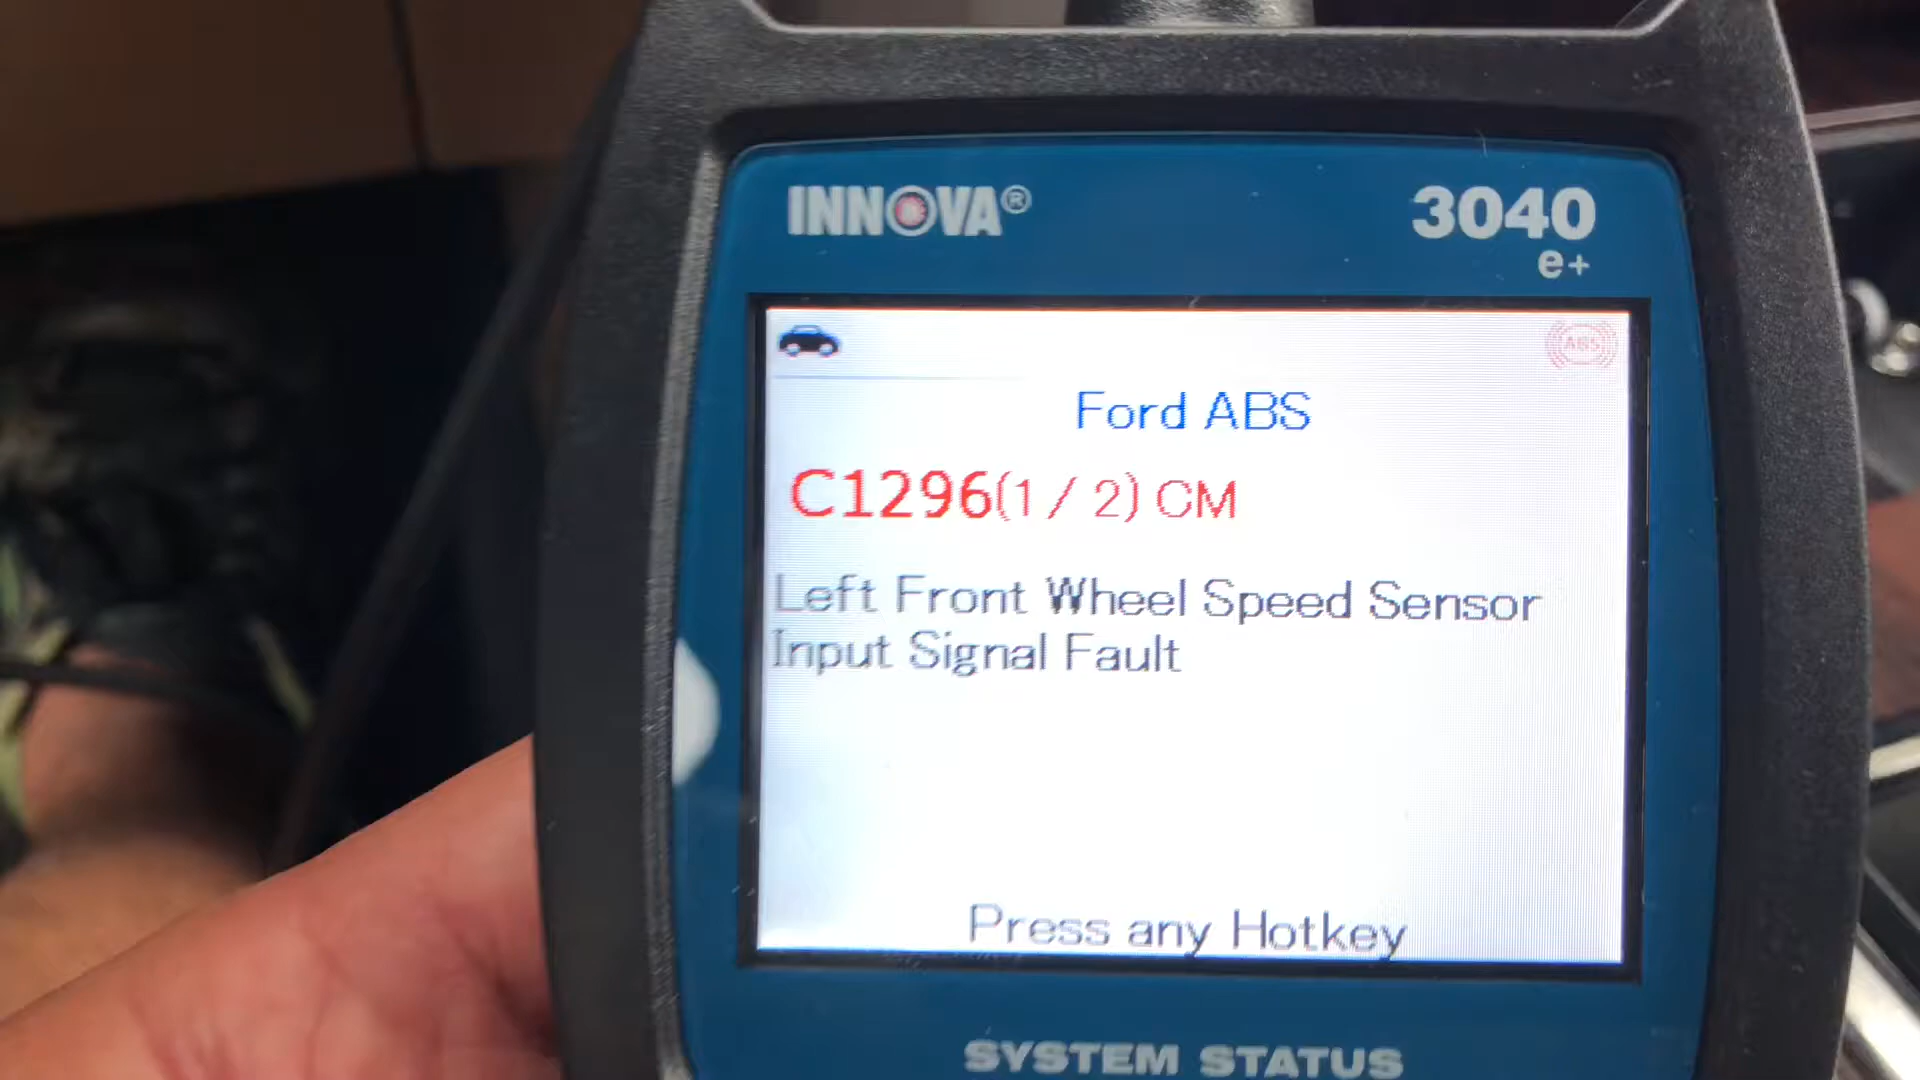 INNOVA®
3040
e+
ABS
Ford ABS
C1296(1 / 2) CM
Left Front Wheel Speed Sensor
Input Signal Fault
Press any Hotkey
SYSTEM STATUS